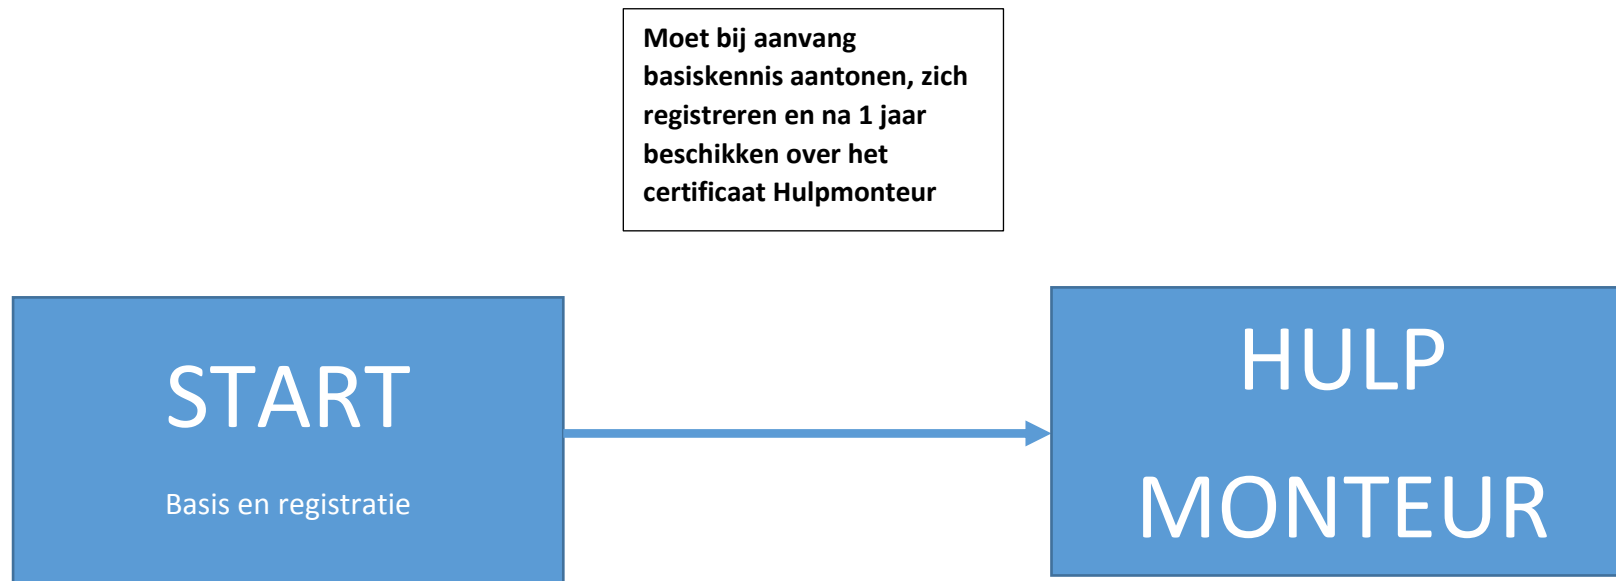 Moet bij aanvang
basiskennis aantonen, zich
registreren en na 1 jaar
beschikken over het
certificaat Hulpmonteur
START
Basis en registratie
HULP
MONTEUR